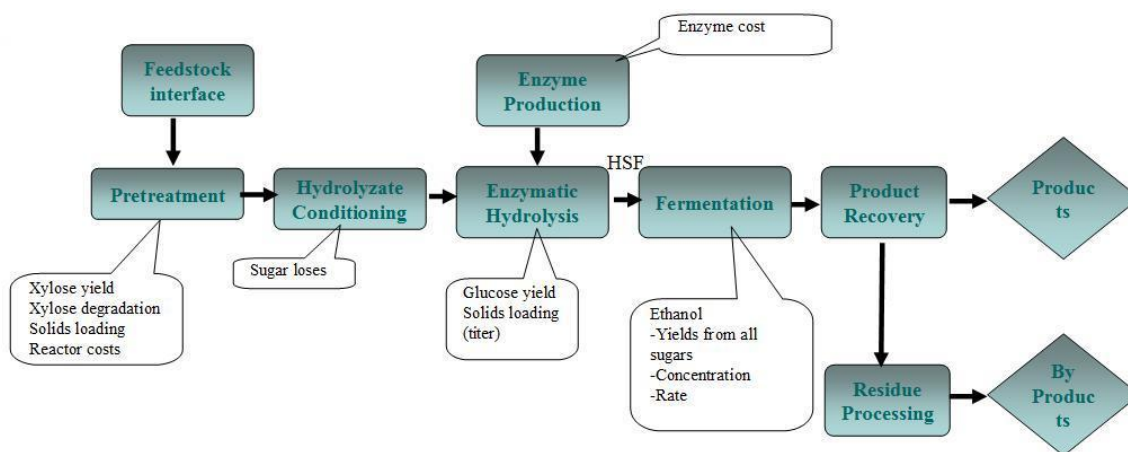 Enzyme cost
Feedstock
interface
Enzyme
Production
HSF
Pretreatment
Hydrolyzate
Conditioning
Enzymatic
Hydrolysis
Fermentation
Product
Recovery
Produc
ts
Xylose yield
Xylose degradation
Solids loading
Reactor costs
Sugar loses
Glucose yield
Solids loading
(titer)
Ethanol
-Yields from all
sugars
-Concentration
-Rate
Residue
Processing
By
Produc
ts